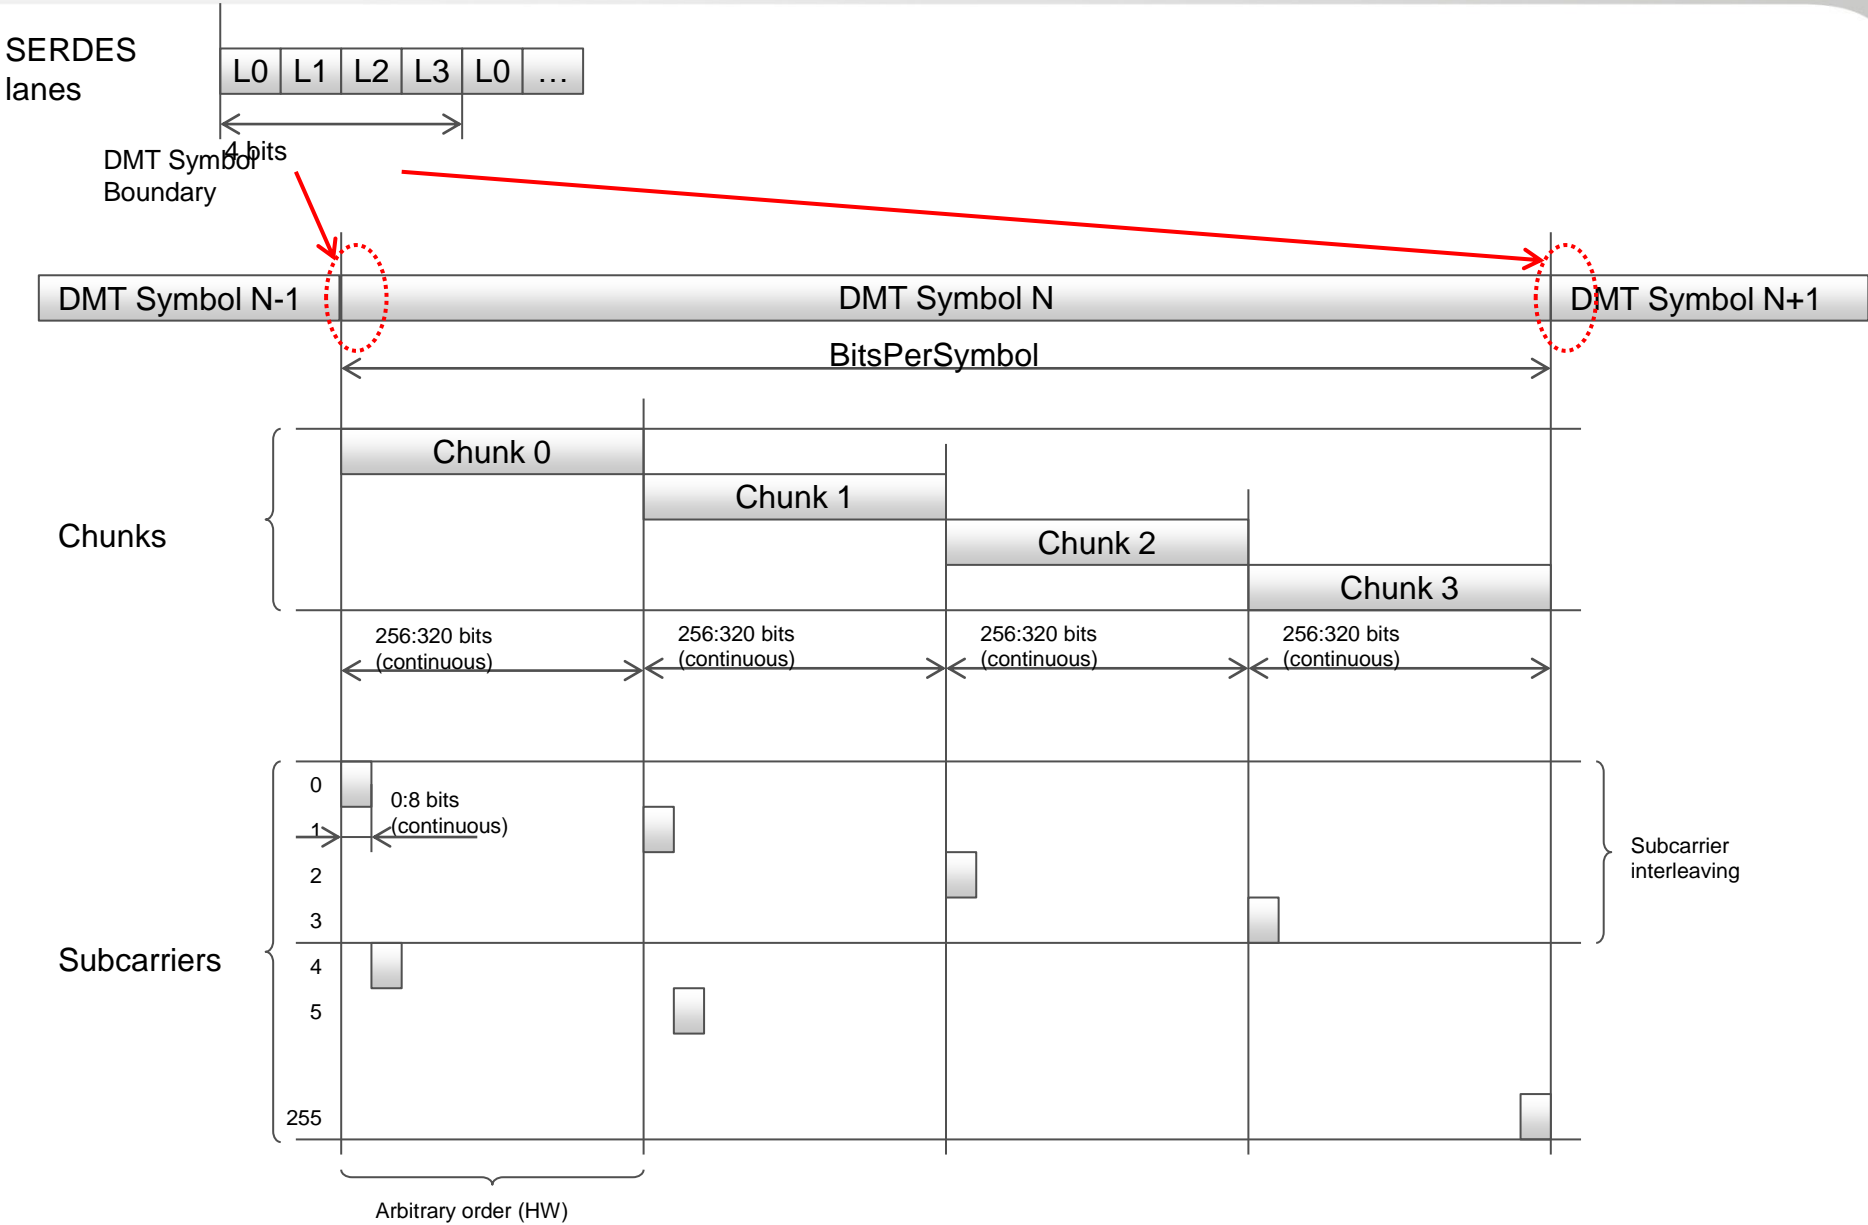 SERDES
lanes
L0 L1 L2 L3 L0 ...
4 bits
DMT Symbol
Boundary
DMT Symbol N-1
DMT Symbol N
DMT Symbol N+1
BitsPerSymbol
Chunks
Chunk 0
Chunk 1
Chunk 2
Chunk 3
256:320 bits
(continuous)
256:320 bits
(continuous)
256:320 bits
(continuous)
256:320 bits
(continuous)
Subcarriers
0
1
2
3
4
5
255
0:8 bits
(continuous)
Subcarrier
interleaving
Arbitrary order (HW)